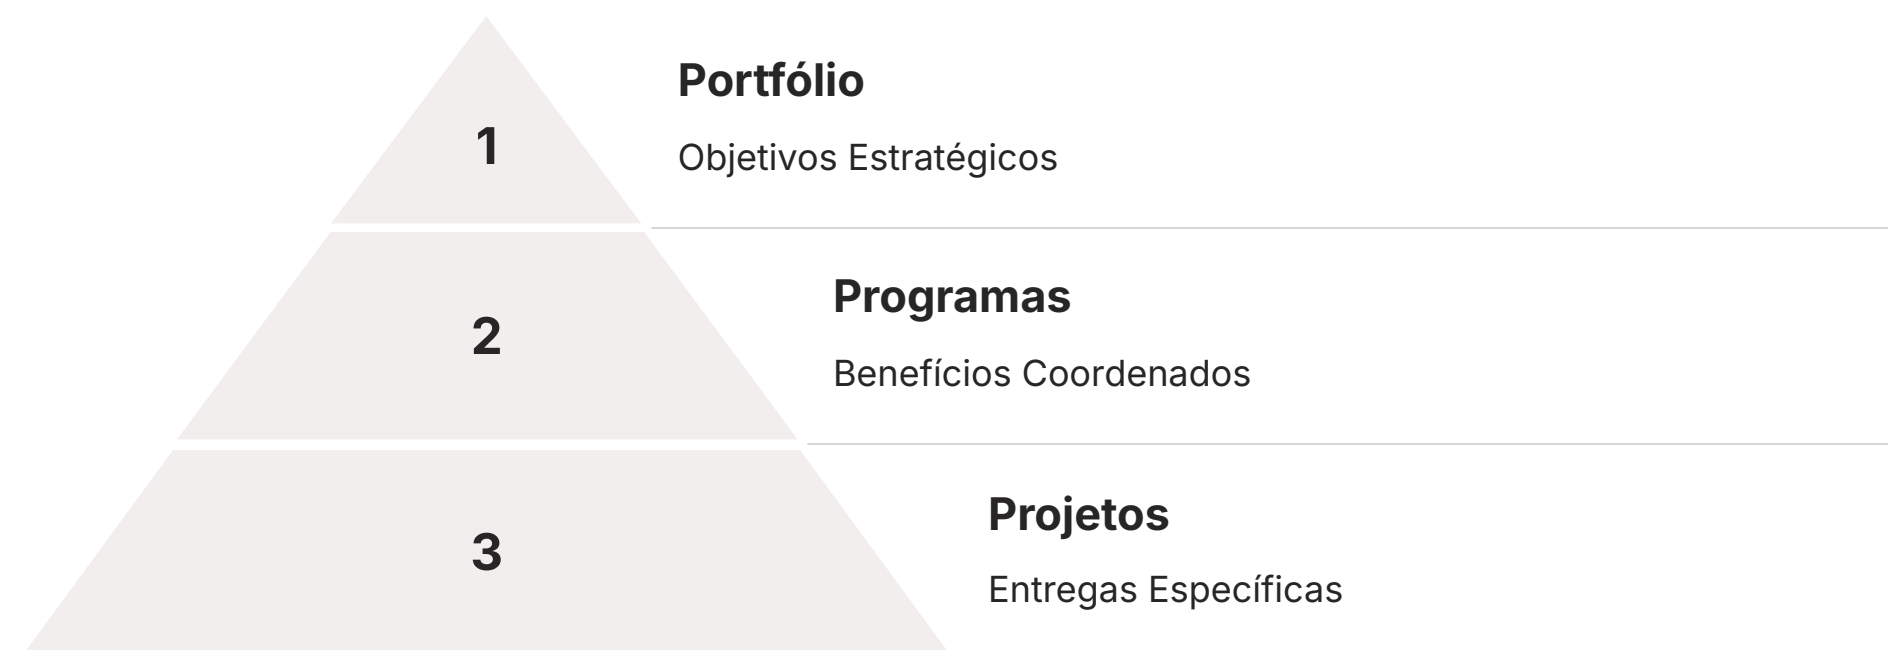 1
Portfólio
Objetivos Estratégicos
2
Programas
Benefícios Coordenados
3
Projetos
Entregas Específicas